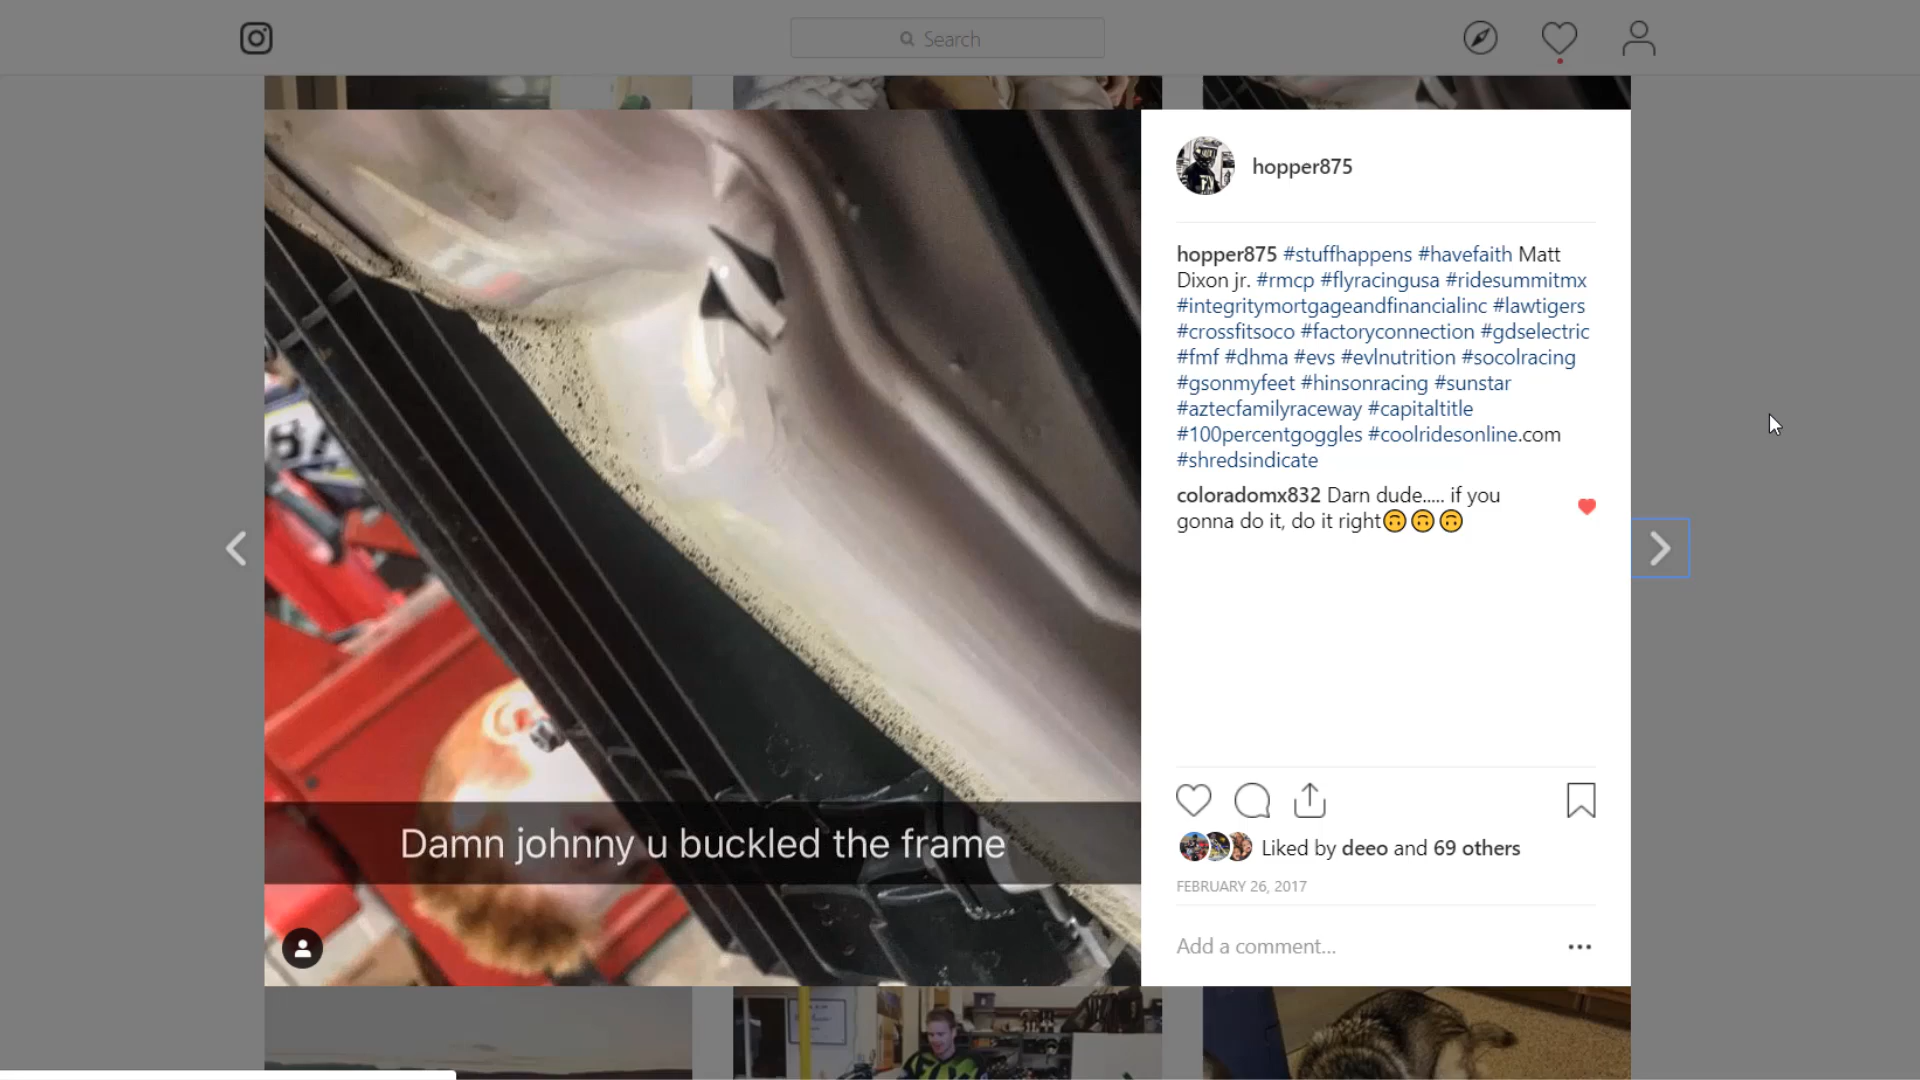 Search
hopper875
hopper875 #stuffhappens #havefaith Matt
Dixon jr. #rmcp #flyracingusa #ridesummitmx
#integritymortgageandfinancialinc #lawtigers
#crossfitsoco #factoryconnection #gdselectric
#fmf #dhma #evs #evlnutrition #socolracing
#gsonmyfeet #hinsonracing #sunstar
#aztecfamilyraceway #capitaltitle
#100percentgoggles #coolridesonline.com
#shredsindicate
coloradomx832 Darn dude..... if you
gonna do it, do it right🙃🙃🙃
Damn johnny u buckled the frame
Liked by deeo and 69 others
FEBRUARY 26, 2017
Add a comment...